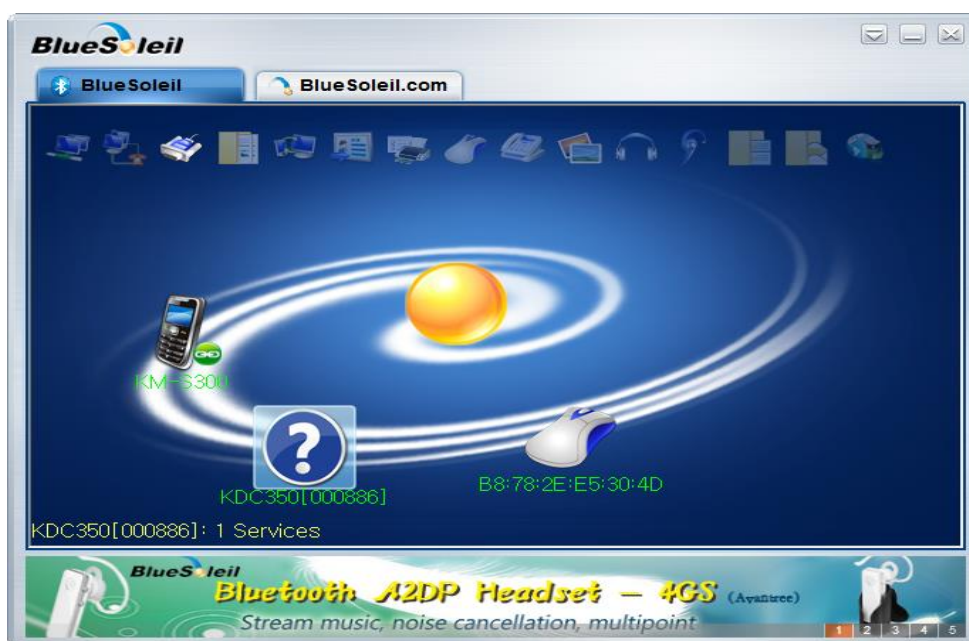 BlueSoleil
BlueSoleil
BlueSoleil.com
KM-S300
KDC350[000886]
B8:78:2E:E5:30:4D
KDC350[000886]: 1 Services
BlueSoleil
Bluetooth A2DP Headset – 4GS (Avantree)
Stream music, noise cancellation, multipoint
1 2 3 4 5